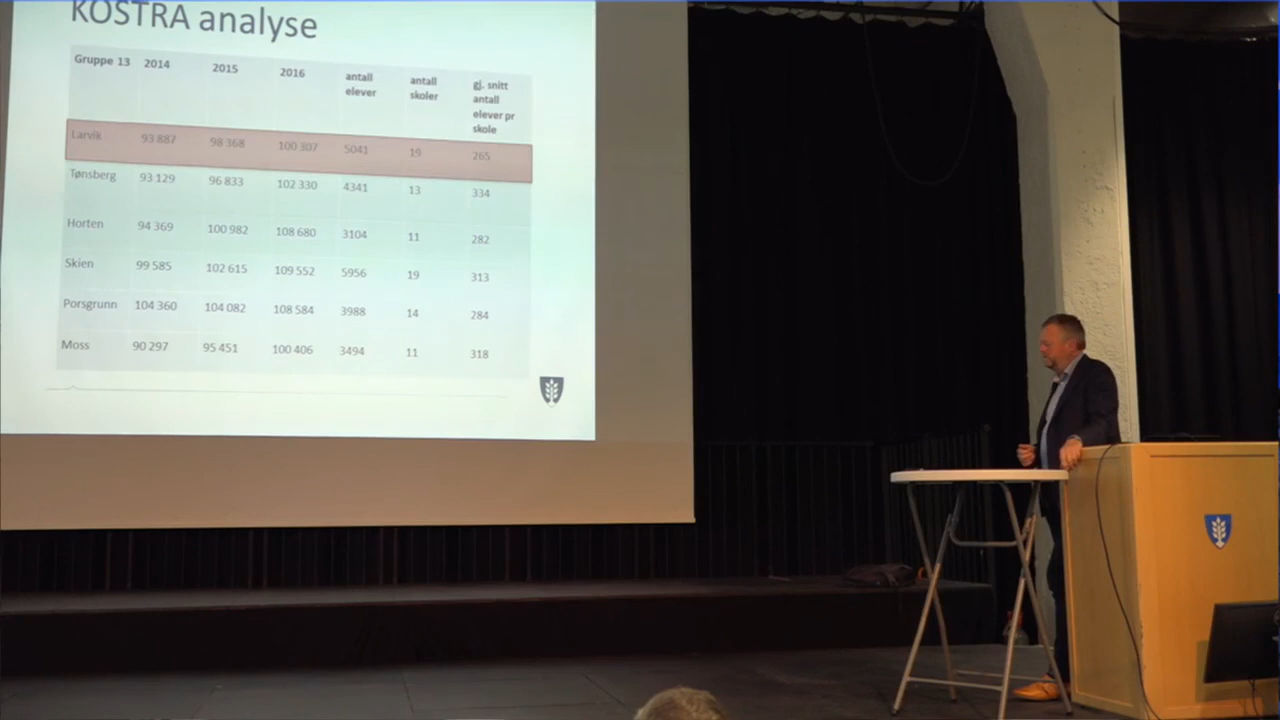 KOSTRA analyse
Gruppe 13 2014 2015 2016 antall elever antall skoler gj. snitt antall elever pr skole
Larvik 93 887 98 368 100 307 5041 19 265
Tønsberg 93 129 96 833 102 330 4341 13 334
Horten 94 369 100 982 108 680 3104 11 282
Skien 99 585 102 615 109 552 5956 19 313
Porsgrunn 104 360 104 082 108 584 3988 14 284
Moss 90 297 95 451 100 406 3494 11 318